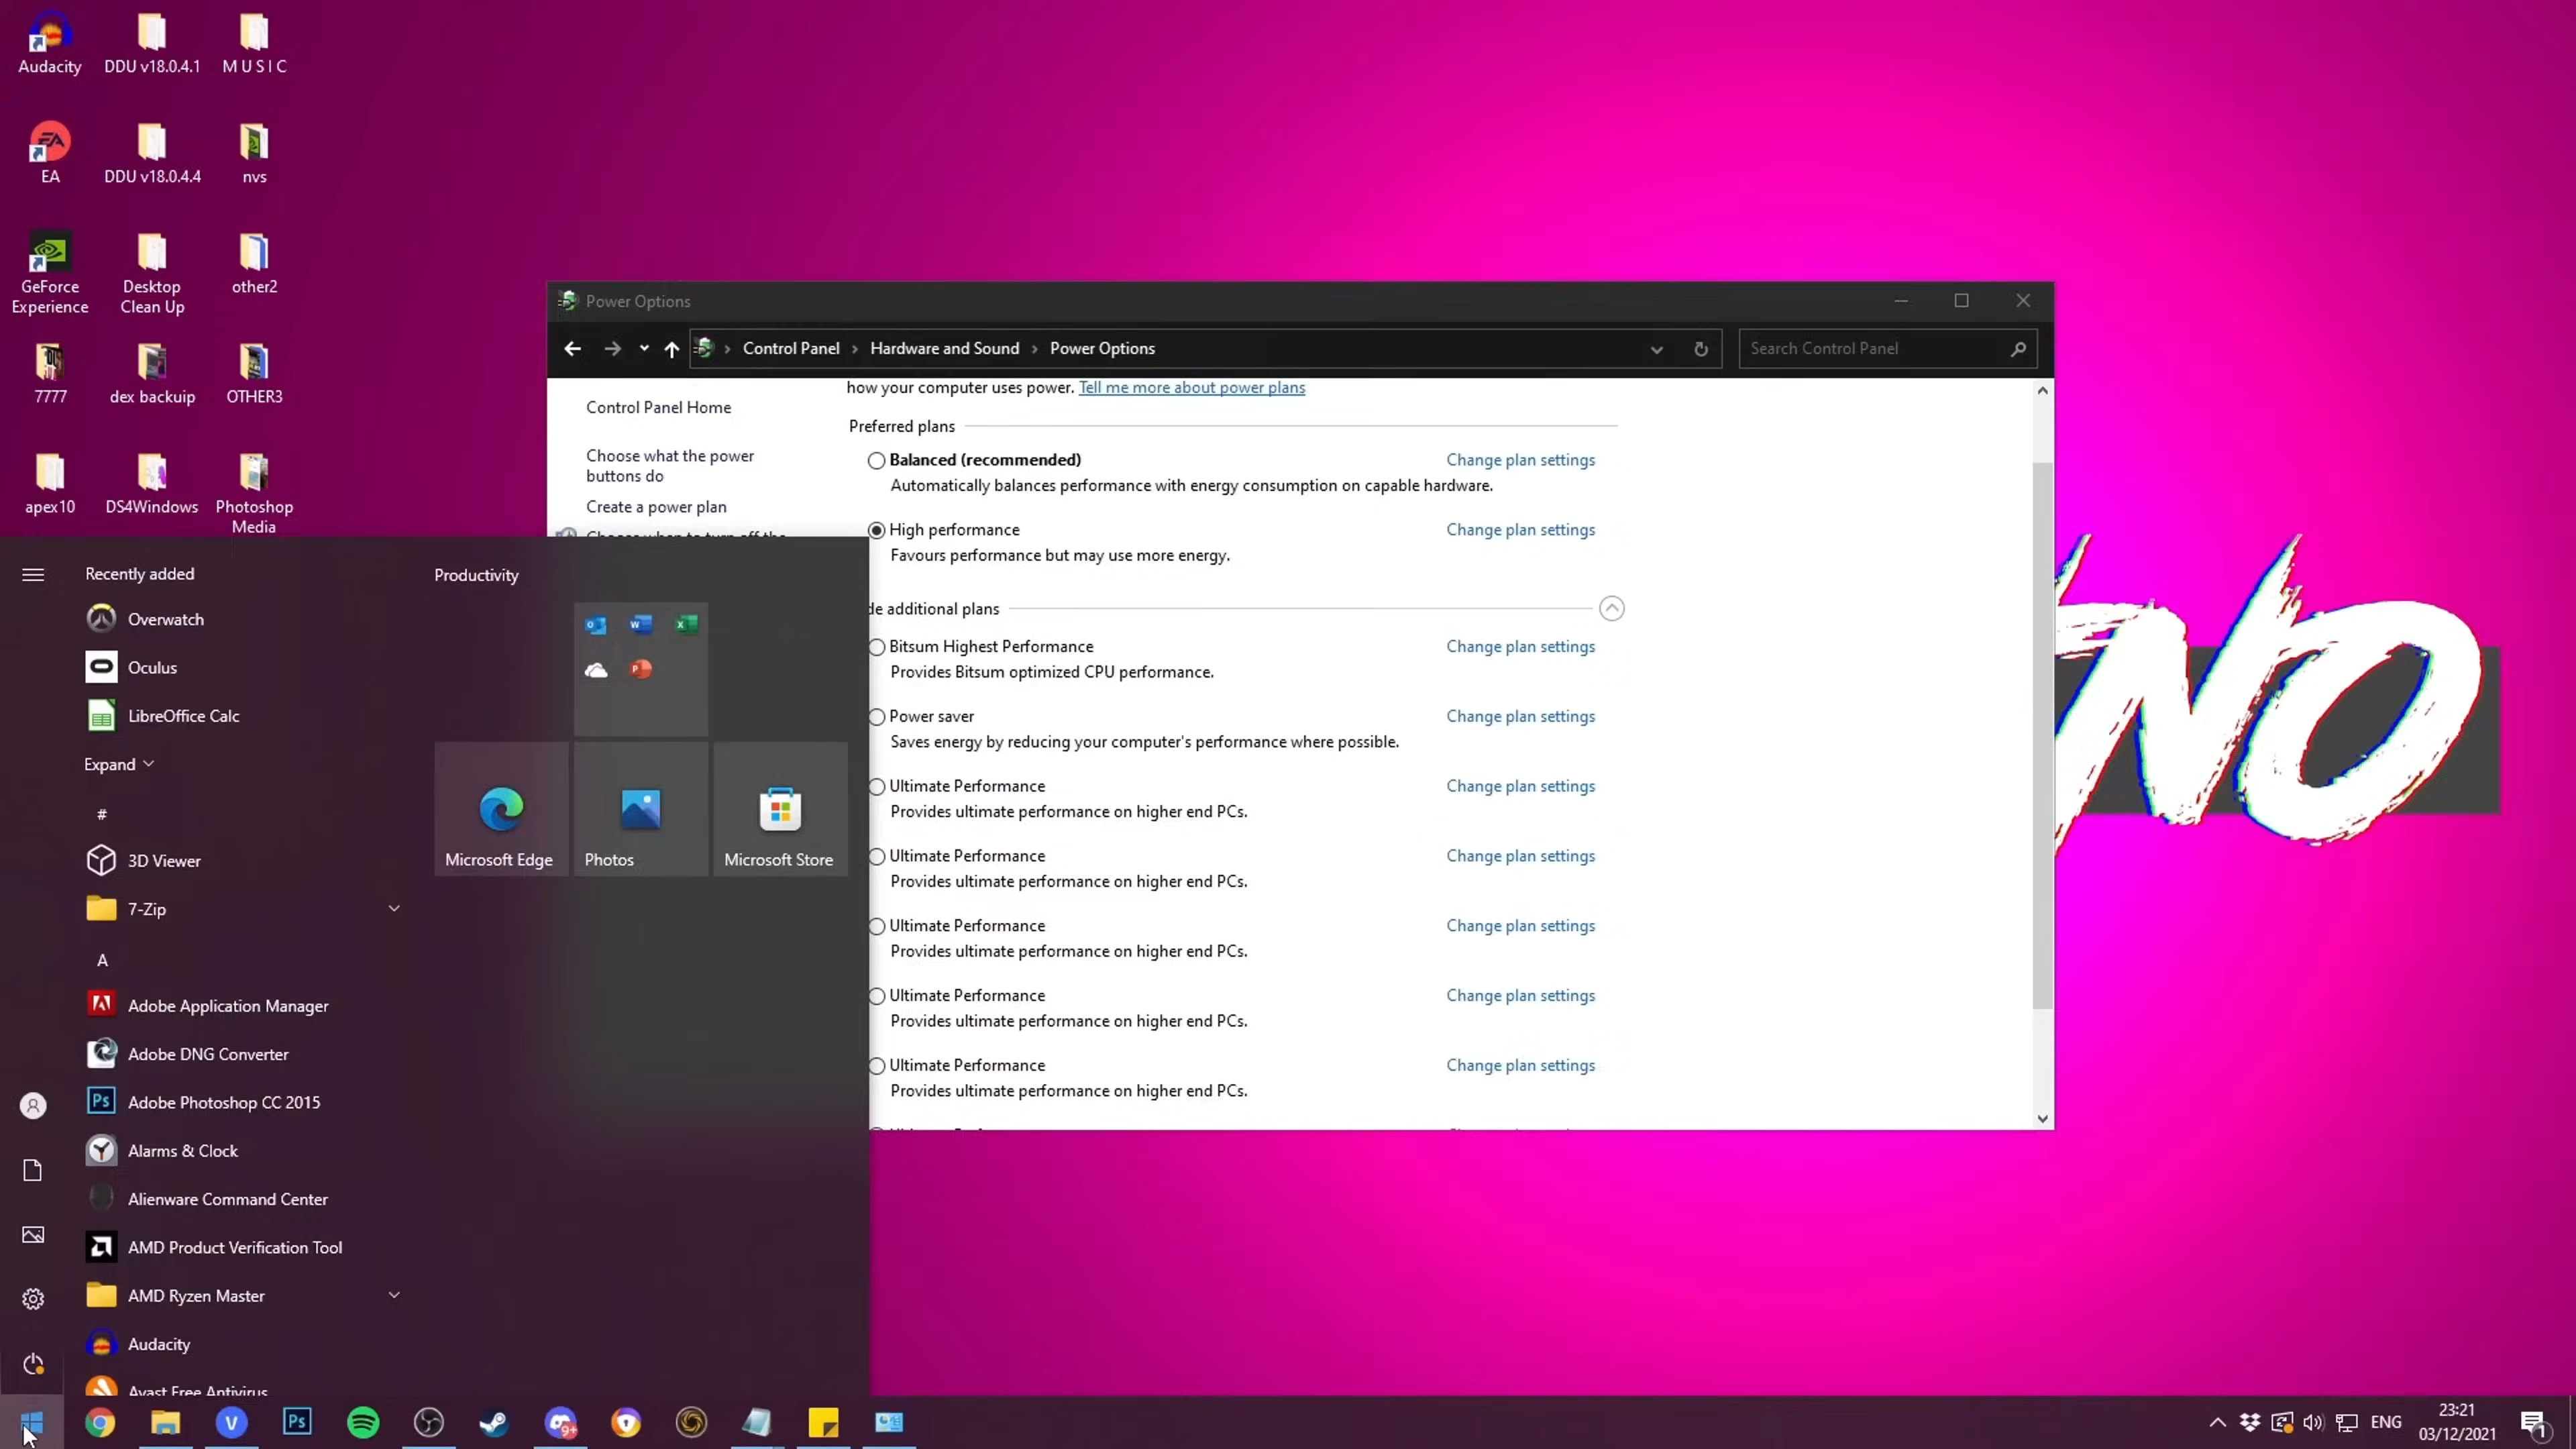 Audacity
DDU v18.0.4.1
M U S I C
EA
DDU v18.0.4.4
nvs
GeForce
Experience
Desktop
Clean Up
other2
7777
dex backuip
OTHER3
apex10
DS4Windows
Photoshop
Media
Power Options
Control Panel
Hardware and Sound
Power Options
Search Control Panel
Control Panel Home
Choose what the power
buttons do
Create a power plan
Choose when to turn off the
how your computer uses power. Tell me more about power plans
Preferred plans
Balanced (recommended)
Change plan settings
Automatically balances performance with energy consumption on capable hardware.
High performance
Change plan settings
Favours performance but may use more energy.
de additional plans
Bitsum Highest Performance
Change plan settings
Provides Bitsum optimized CPU performance.
Power saver
Change plan settings
Saves energy by reducing your computer's performance where possible.
Ultimate Performance
Change plan settings
Provides ultimate performance on higher end PCs.
Ultimate Performance
Change plan settings
Provides ultimate performance on higher end PCs.
Ultimate Performance
Change plan settings
Provides ultimate performance on higher end PCs.
Ultimate Performance
Change plan settings
Provides ultimate performance on higher end PCs.
Ultimate Performance
Change plan settings
Provides ultimate performance on higher end PCs.
Recently added
Overwatch
Oculus
LibreOffice Calc
Expand
#
3D Viewer
7-Zip
A
Adobe Application Manager
Adobe DNG Converter
Adobe Photoshop CC 2015
Alarms & Clock
Alienware Command Center
AMD Product Verification Tool
AMD Ryzen Master
Audacity
Avast Free Antivirus
Productivity
Microsoft Edge
Photos
Microsoft Store
NO
Ps
9+
ENG
23:21
03/12/2021
1